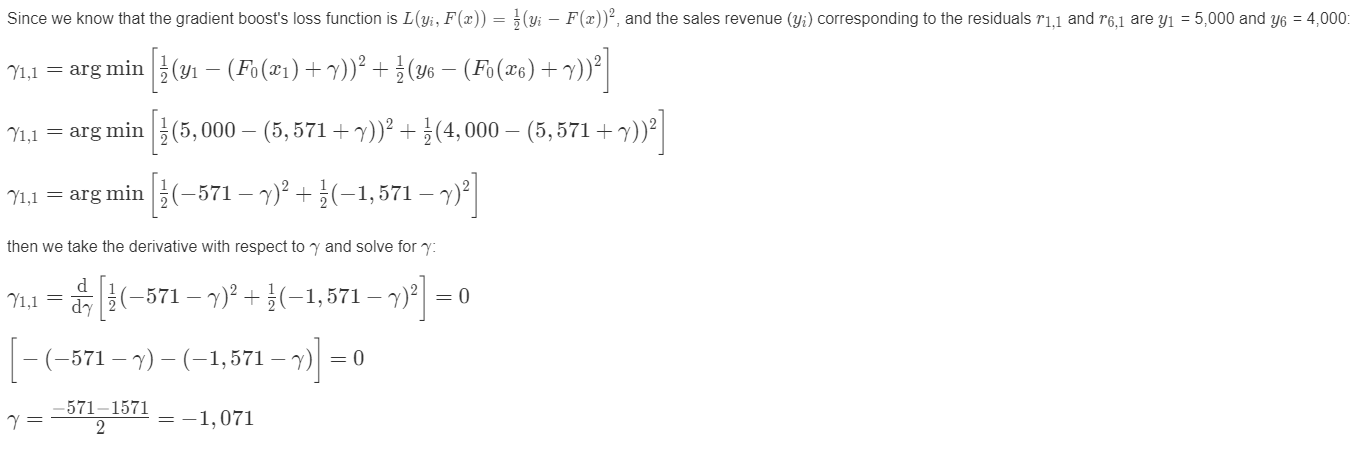 Since we know that the gradient boost's loss function is L(yᵢ, F(x)) = ½(yᵢ − F(x))², and the sales revenue (yᵢ) corresponding to the residuals r₁,₁ and r₆,₁ are y₁ = 5,000 and y₆ = 4,000:
γ₁,₁ = arg min [½(y₁ − (F₀(x₁) + γ))² + ½(y₆ − (F₀(x₆) + γ))²]
γ₁,₁ = arg min [½(5,000 − (5,571 + γ))² + ½(4,000 − (5,571 + γ))²]
γ₁,₁ = arg min [½(−571 − γ)² + ½(−1,571 − γ)²]
then we take the derivative with respect to γ and solve for γ:
γ₁,₁ = d/dγ [½(−571 − γ)² + ½(−1,571 − γ)²] = 0
[− (−571 − γ) − (−1,571 − γ)] = 0
γ = (−571−1571)/2 = −1,071